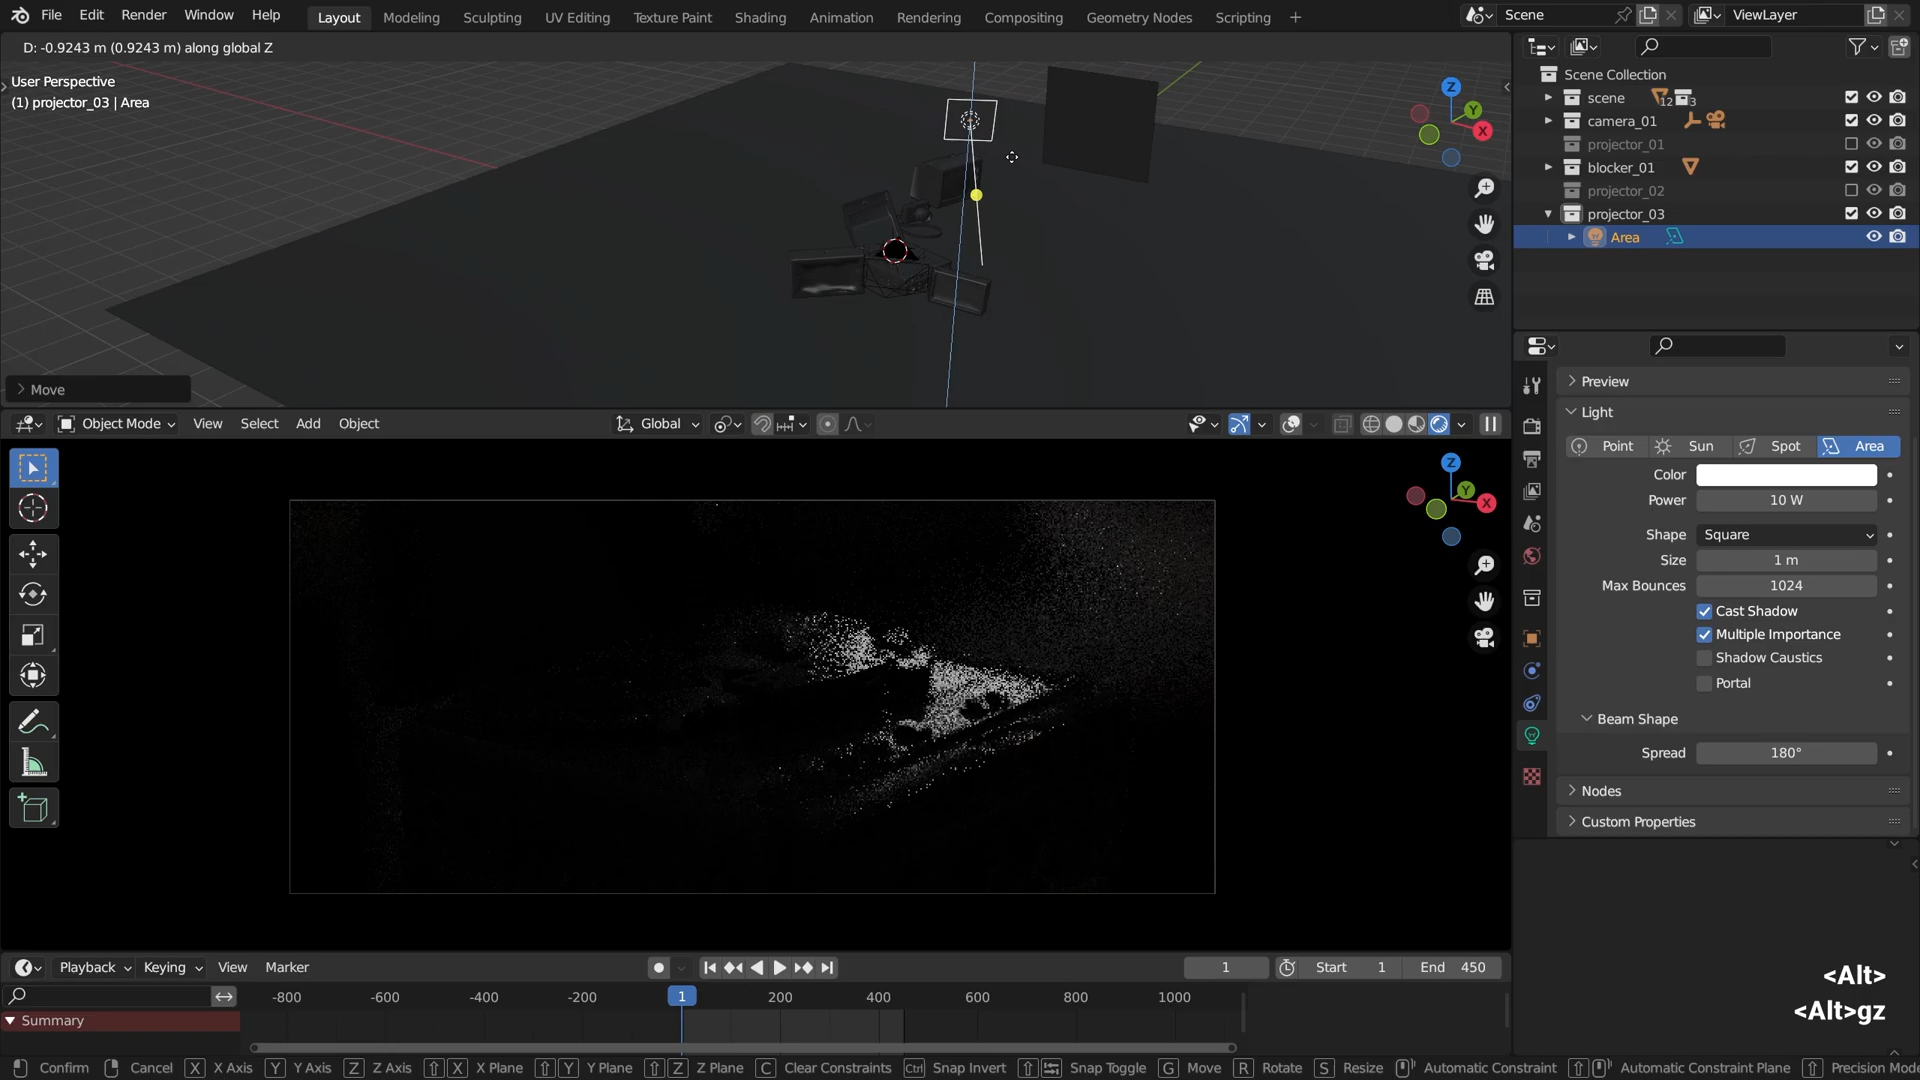 File Edit Render Window Help Layout Modeling Sculpting UV Editing Texture Paint Shading Animation Rendering Compositing Geometry Nodes Scripting + Scene ViewLayer
D: -0.9243 m (0.9243 m) along global Z
User Perspective
(1) projector_03 | Area
Z
Y
X
Scene Collection
scene 12 3
camera_01
projector_01
blocker_01
projector_02
projector_03
Area
Move
Object Mode View Select Add Object Global
Z
Y
X
Preview
Light
Point Sun Spot Area
Color
Power 10 W
Shape Square
Size 1 m
Max Bounces 1024
Cast Shadow
Multiple Importance
Shadow Caustics
Portal
Beam Shape
Spread 180°
Nodes
Custom Properties
Playback Keying View Marker 1 Start 1 End 450
-800 -600 -400 -200 1 200 400 600 800 1000
Summary
<Alt>
<Alt>gz
Confirm Cancel X X Axis Y Y Axis Z Z Axis X X Plane Y Y Plane Z Z Plane C Clear Constraints Ctrl Snap Invert Snap Toggle G Move R Rotate S Resize Automatic Constraint Automatic Constraint Plane Precision Mode